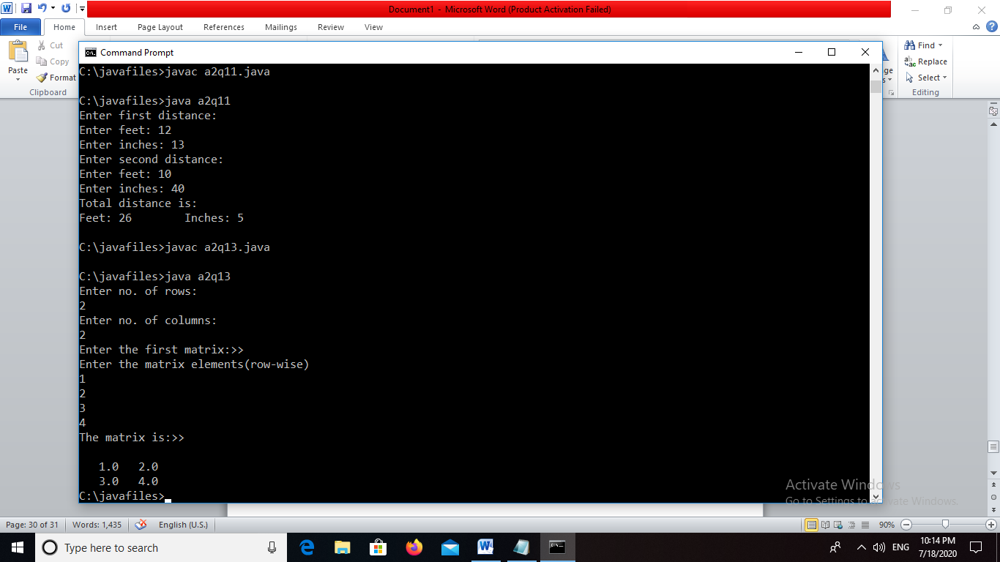 Document1 - Microsoft Word (Product Activation Failed)
File Home Insert Page Layout References Mailings Review View
Cut
Copy
Paste
Format
Clipboard
Find
Replace
Select
Editing
ge
Command Prompt
C:\javafiles>javac a2q11.java
C:\javafiles>java a2q11
Enter first distance:
Enter feet: 12
Enter inches: 13
Enter second distance:
Enter feet: 10
Enter inches: 40
Total distance is:
Feet: 26 Inches: 5
C:\javafiles>javac a2q13.java
C:\javafiles>java a2q13
Enter no. of rows:
2
Enter no. of columns:
2
Enter the first matrix:>>
Enter the matrix elements(row-wise)
1
2
3
4
The matrix is:>>
1.0 2.0
3.0 4.0
C:\javafiles>
Activate Windows
Go to Settings to activate Windows.
Page: 30 of 31 Words: 1,435 English (U.S.) 90%
Type here to search
ENG
10:14 PM
7/18/2020